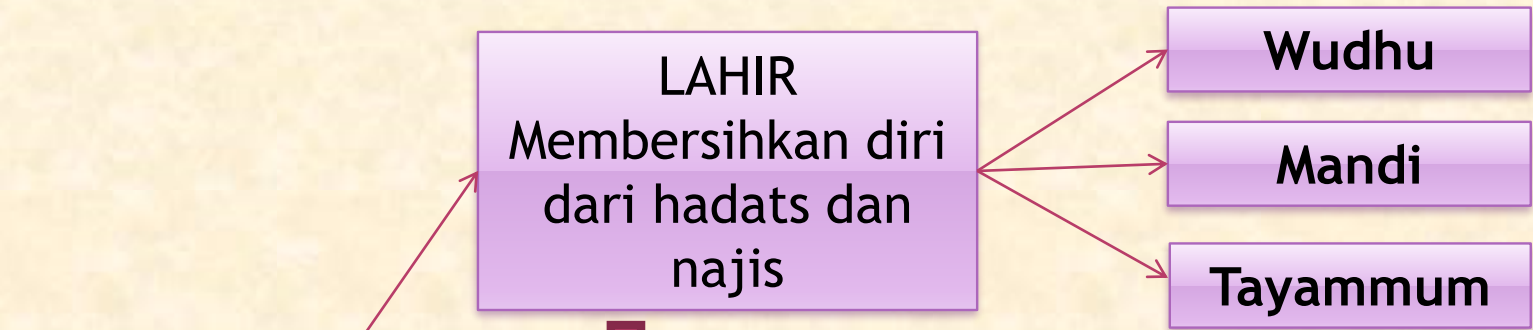 LAHIR
Membersihkan diri
dari hadats dan
najis
Wudhu
Mandi
Tayammum